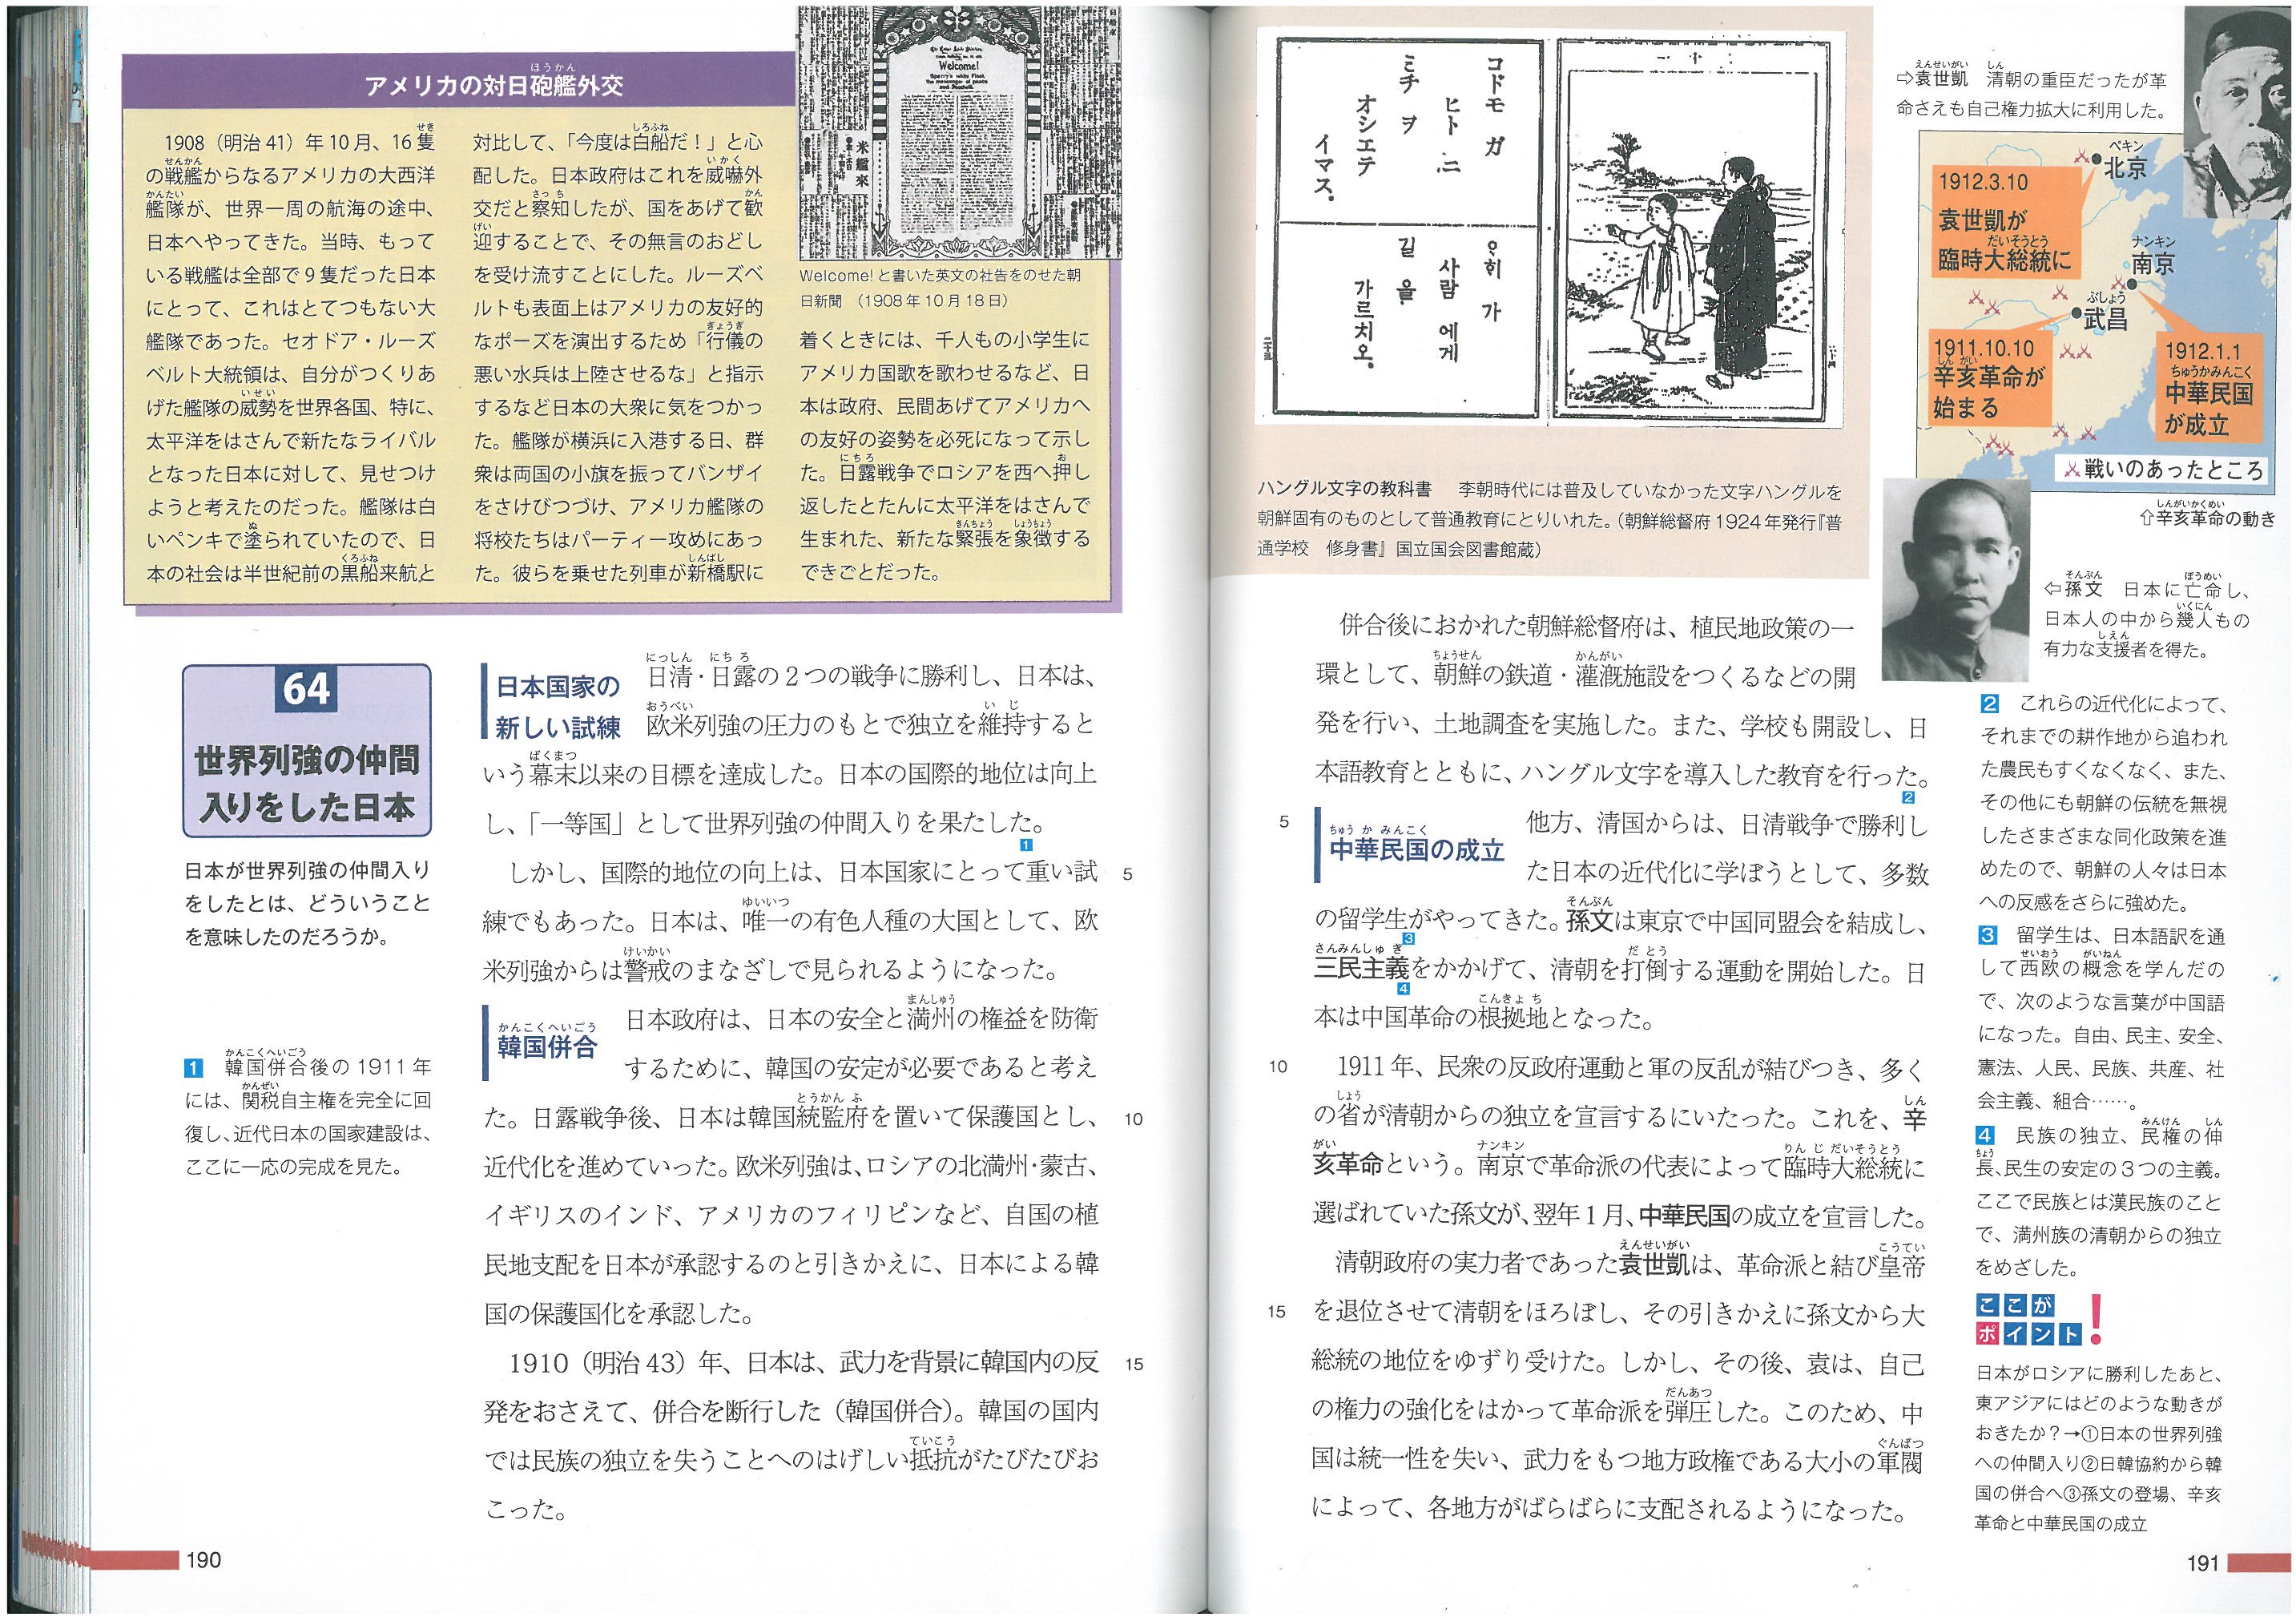 アメリカの対日砲艦外交
1908（明治41）年10月、16隻
の戦艦からなるアメリカの大西洋
艦隊が、世界一周の航海の途中、
日本へやってきた。当時、もって
いる戦艦は全部で9隻だった日本
にとって、これはとてつもない大
艦隊であった。セオドア・ルーズ
ベルト大統領は、自分がつくりあ
げた艦隊の威勢を世界各国、特に、
太平洋をはさんで新たなライバル
となった日本に対して、見せつけ
ようと考えたのだった。艦隊は白
いペンキで塗られていたので、日
本の社会は半世紀前の黒船来航と
対比して、「今度は白船だ！」と心
配した。日本政府はこれを威嚇外
交だと察知したが、国をあげて歓
迎することで、その無言のおどし
を受け流すことにした。ルーズベ
ルトも表面上はアメリカの友好的
なポーズを演出するため「行儀の
悪い水兵は上陸させるな」と指示
するなど日本の大衆に気をつかっ
た。艦隊が横浜に入港する日、群
衆は両国の小旗を振ってバンザイ
をさけびつづけ、アメリカ艦隊の
将校たちはパーティー攻めにあっ
た。彼らを乗せた列車が新橋駅に
Welcome!
米艦來
Welcome!と書いた英文の社告をのせた朝
日新聞　（1908年10月18日）
着くときには、千人もの小学生に
アメリカ国歌を歌わせるなど、日
本は政府、民間あげてアメリカへ
の友好の姿勢を必死になって示し
た。日露戦争でロシアを西へ押し
返したとたんに太平洋をはさんで
生まれた、新たな緊張を象徴する
できごとだった。
64
世界列強の仲間
入りをした日本
日本が世界列強の仲間入り
をしたとは、どういうこと
を意味したのだろうか。
1　韓国併合後の1911年
には、関税自主権を完全に回
復し、近代日本の国家建設は、
ここに一応の完成を見た。
日本国家の
新しい試練
日清・日露の2つの戦争に勝利し、日本は、
欧米列強の圧力のもとで独立を維持すると
いう幕末以来の目標を達成した。日本の国際的地位は向上
し、「一等国」として世界列強の仲間入りを果たした。
1
しかし、国際的地位の向上は、日本国家にとって重い試
5
練でもあった。日本は、唯一の有色人種の大国として、欧
米列強からは警戒のまなざしで見られるようになった。
韓国併合
日本政府は、日本の安全と満州の権益を防衛
するために、韓国の安定が必要であると考え
た。日露戦争後、日本は韓国統監府を置いて保護国とし、
10
近代化を進めていった。欧米列強は、ロシアの北満州・蒙古、
イギリスのインド、アメリカのフィリピンなど、自国の植
民地支配を日本が承認するのと引きかえに、日本による韓
国の保護国化を承認した。
1910（明治43）年、日本は、武力を背景に韓国内の反
15
発をおさえて、併合を断行した（韓国併合）。韓国の国内
では民族の独立を失うことへのはげしい抵抗がたびたびお
こった。
190
コドモ ガ
ヒト ニ
ミチ ヲ
オシエテ
イマス.
ᄋᆞ희 가
사람 에게
길 을
가르치오.
ハングル文字の教科書　李朝時代には普及していなかった文字ハングルを
朝鮮固有のものとして普通教育にとりいれた。（朝鮮総督府1924年発行『普
通学校　修身書』国立国会図書館蔵）
⇨袁世凱　清朝の重臣だったが革
命さえも自己権力拡大に利用した。
北京
1912.3.10
袁世凱が
臨時大総統に
南京
武昌
1911.10.10
辛亥革命が
始まる
1912.1.1
中華民国
が成立
戦いのあったところ
⇧辛亥革命の動き
⇦孫文　日本に亡命し、
日本人の中から幾人もの
有力な支援者を得た。
併合後におかれた朝鮮総督府は、植民地政策の一
環として、朝鮮の鉄道・灌漑施設をつくるなどの開
発を行い、土地調査を実施した。また、学校も開設し、日
本語教育とともに、ハングル文字を導入した教育を行った。
2
5
中華民国の成立
他方、清国からは、日清戦争で勝利し
た日本の近代化に学ぼうとして、多数
の留学生がやってきた。孫文は東京で中国同盟会を結成し、
3
三民主義をかかげて、清朝を打倒する運動を開始した。日
4
本は中国革命の根拠地となった。
10
1911年、民衆の反政府運動と軍の反乱が結びつき、多く
の省が清朝からの独立を宣言するにいたった。これを、辛
亥革命という。南京で革命派の代表によって臨時大総統に
選ばれていた孫文が、翌年1月、中華民国の成立を宣言した。
清朝政府の実力者であった袁世凱は、革命派と結び皇帝
15
を退位させて清朝をほろぼし、その引きかえに孫文から大
総統の地位をゆずり受けた。しかし、その後、袁は、自己
の権力の強化をはかって革命派を弾圧した。このため、中
国は統一性を失い、武力をもつ地方政権である大小の軍閥
によって、各地方がばらばらに支配されるようになった。
2　これらの近代化によって、
それまでの耕作地から追われ
た農民もすくなくなく、また、
その他にも朝鮮の伝統を無視
したさまざまな同化政策を進
めたので、朝鮮の人々は日本
への反感をさらに強めた。
3　留学生は、日本語訳を通
して西欧の概念を学んだの
で、次のような言葉が中国語
になった。自由、民主、安全、
憲法、人民、民族、共産、社
会主義、組合……。
4　民族の独立、民権の伸
長、民生の安定の3つの主義。
ここで民族とは漢民族のこと
で、満州族の清朝からの独立
をめざした。
ここが
ポイント！
日本がロシアに勝利したあと、
東アジアにはどのような動きが
おきたか？→①日本の世界列強
への仲間入り②日韓協約から韓
国の併合へ③孫文の登場、辛亥
革命と中華民国の成立
191